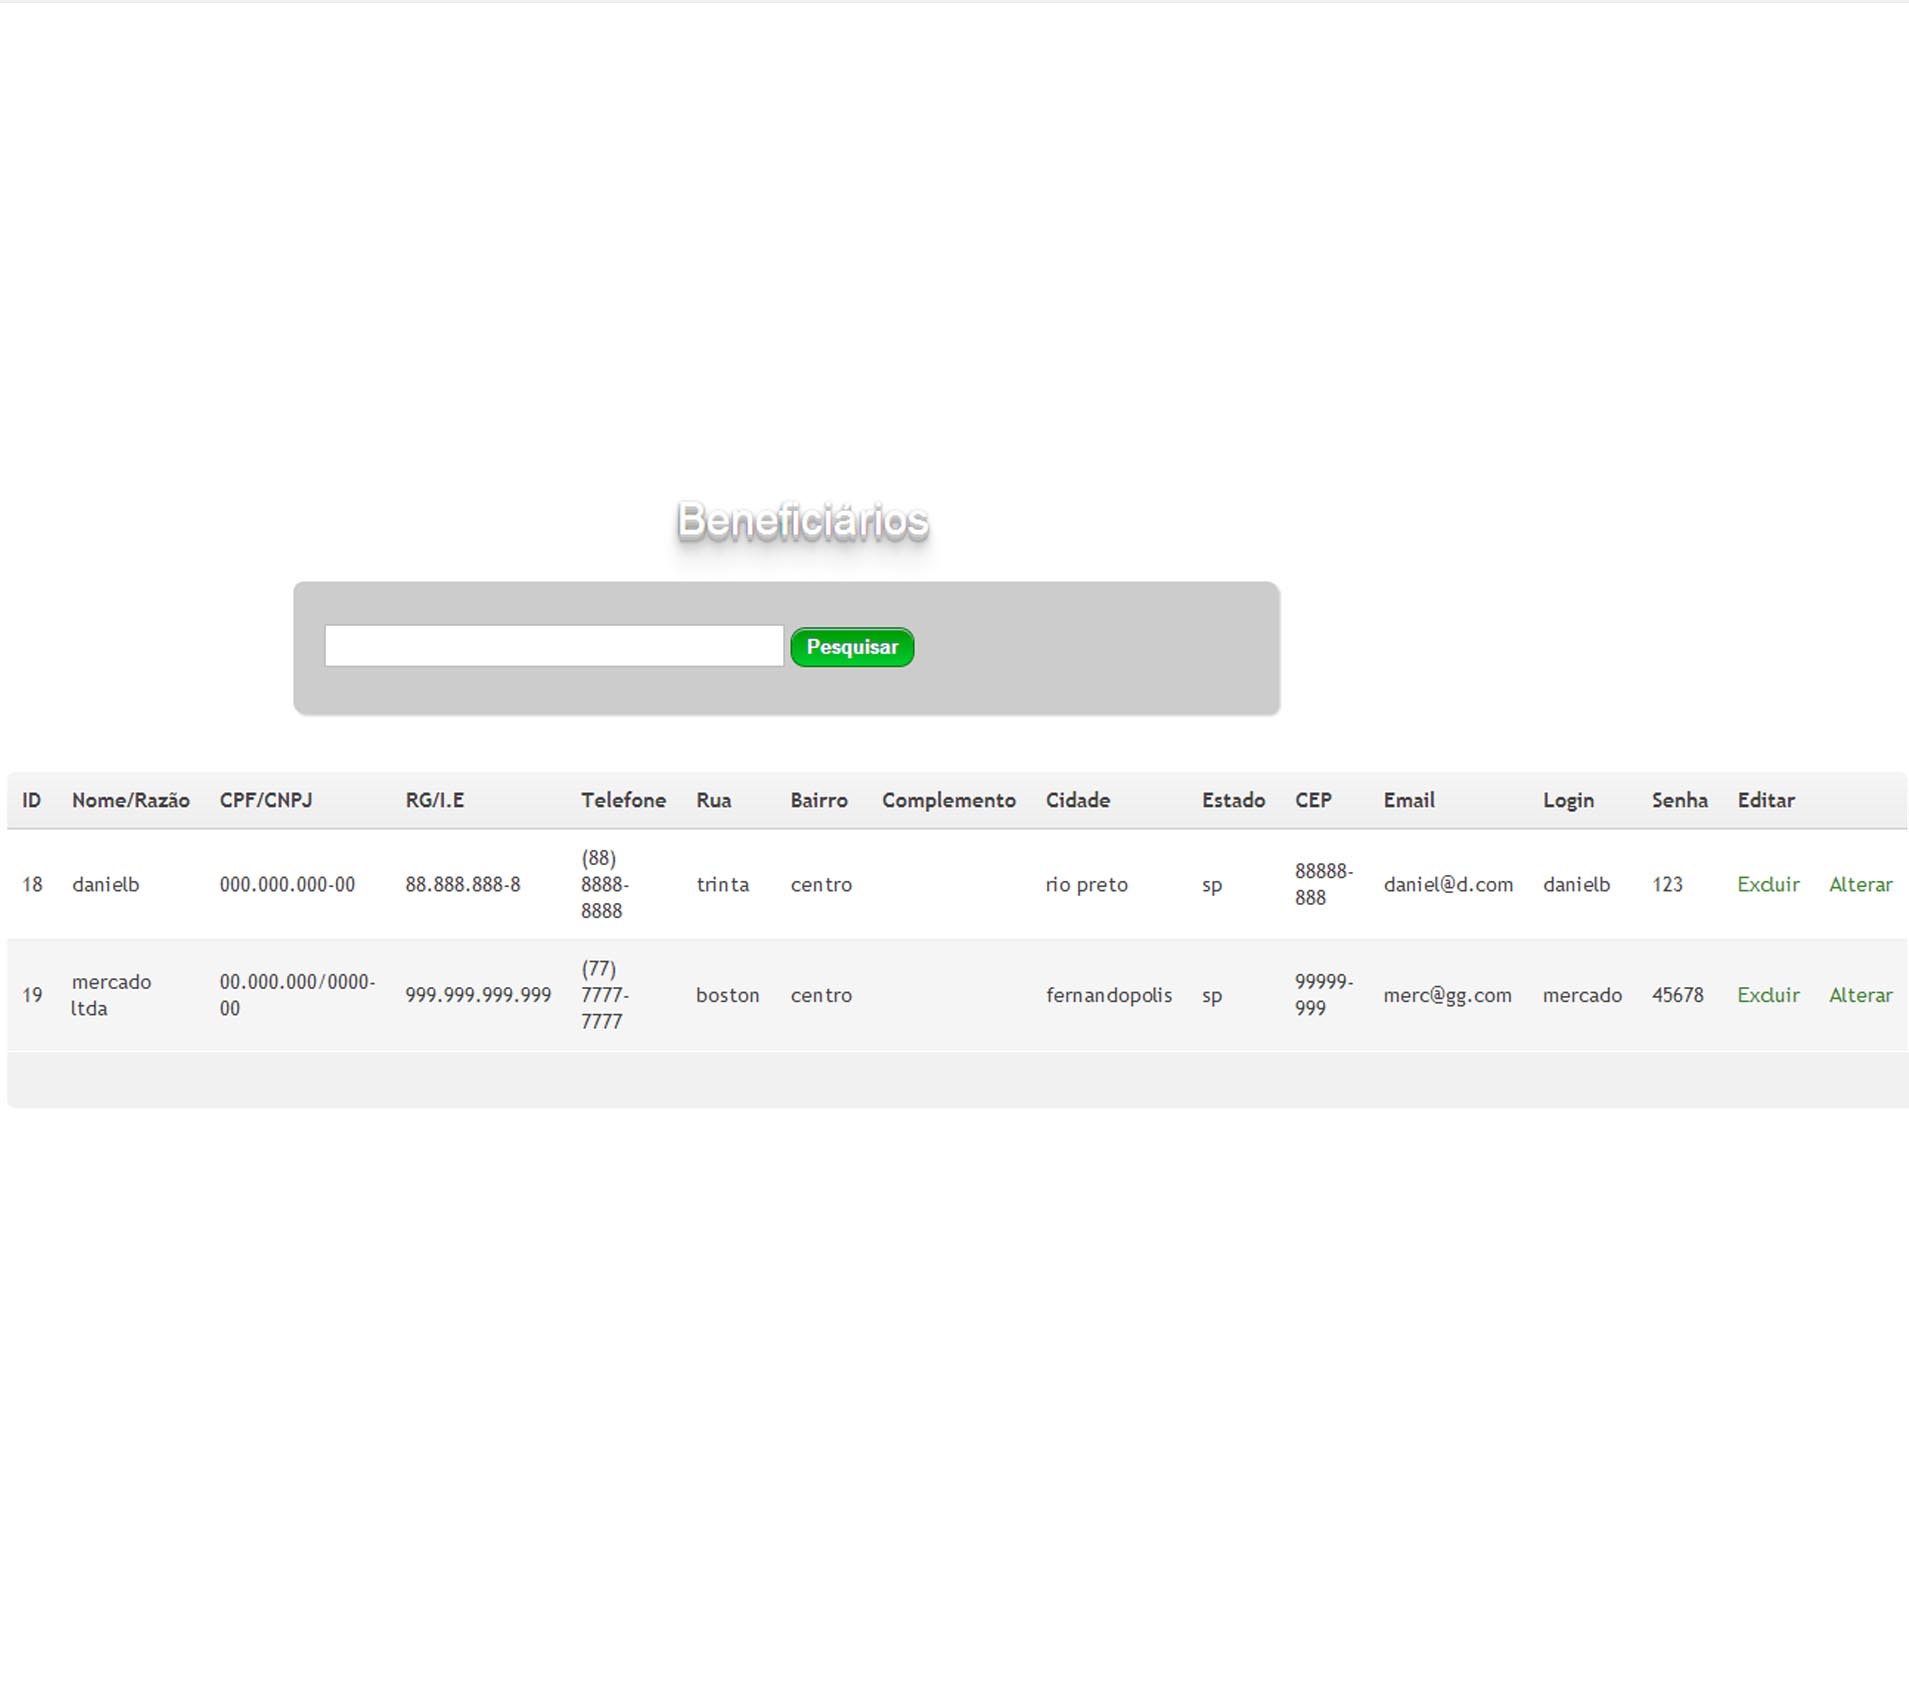 Beneficiários
Pesquisar
ID Nome/Razão CPF/CNPJ RG/I.E Telefone Rua Bairro Complemento Cidade Estado CEP Email Login Senha Editar
18 danielb 000.000.000-00 88.888.888-8 (88) 8888-8888 trinta centro rio preto sp 88888-888 daniel@d.com danielb 123 Excluir Alterar
19 mercado ltda 00.000.000/0000-00 999.999.999.999 (77) 7777-7777 boston centro fernandopolis sp 99999-999 merc@gg.com mercado 45678 Excluir Alterar